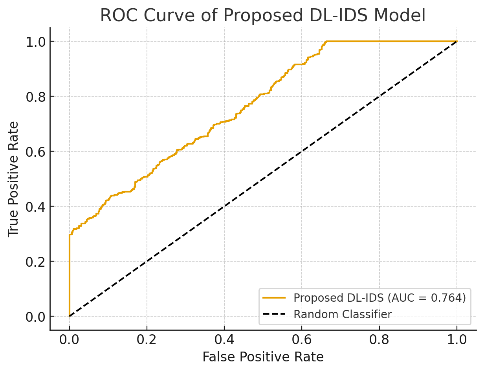 ROC Curve of Proposed DL-IDS Model
True Positive Rate
1.0
0.8
0.6
0.4
0.2
0.0
Proposed DL-IDS (AUC = 0.764)
Random Classifier
0.0 0.2 0.4 0.6 0.8 1.0
False Positive Rate